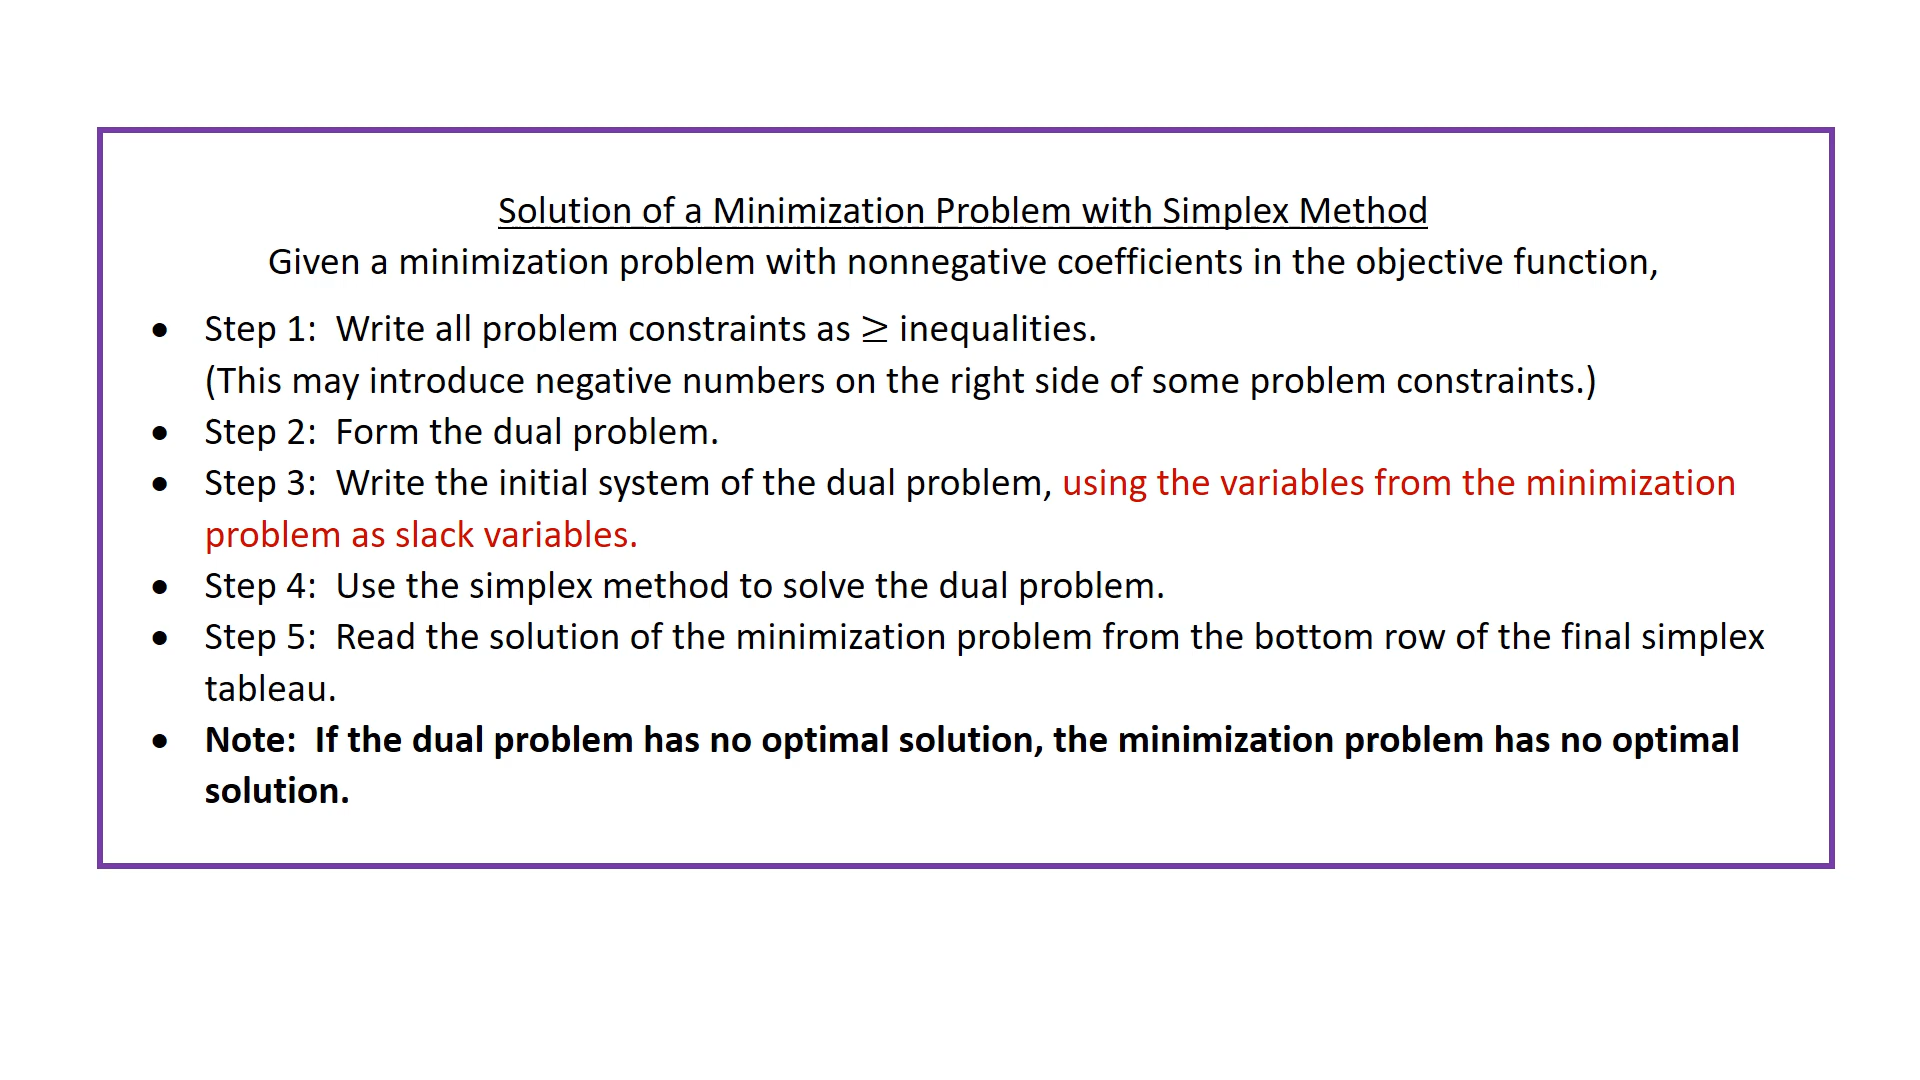 Solution of a Minimization Problem with Simplex Method
Given a minimization problem with nonnegative coefficients in the objective function,
● Step 1: Write all problem constraints as ≥ inequalities.
(This may introduce negative numbers on the right side of some problem constraints.)
● Step 2: Form the dual problem.
● Step 3: Write the initial system of the dual problem, using the variables from the minimization
problem as slack variables.
● Step 4: Use the simplex method to solve the dual problem.
● Step 5: Read the solution of the minimization problem from the bottom row of the final simplex
tableau.
● Note: If the dual problem has no optimal solution, the minimization problem has no optimal
solution.